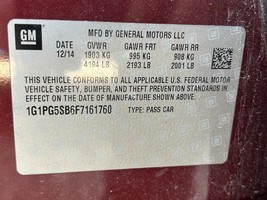 GM
MFD BY GENERAL MOTORS LLC
DATE GVWR GAWR FRT GAWR RR
12/14 1903 KG 995 KG 908 KG
4194 LB 2193 LB 2001 LB
THIS VEHICLE CONFORMS TO ALL APPLICABLE U.S. FEDERAL MOTOR
VEHICLE SAFETY, BUMPER, AND THEFT PREVENTION STANDARDS
IN EFFECT ON THE DATE OF MANUFACTURE SHOWN ABOVE.
1G1PG5SB6F7161760 TYPE: PASS CAR